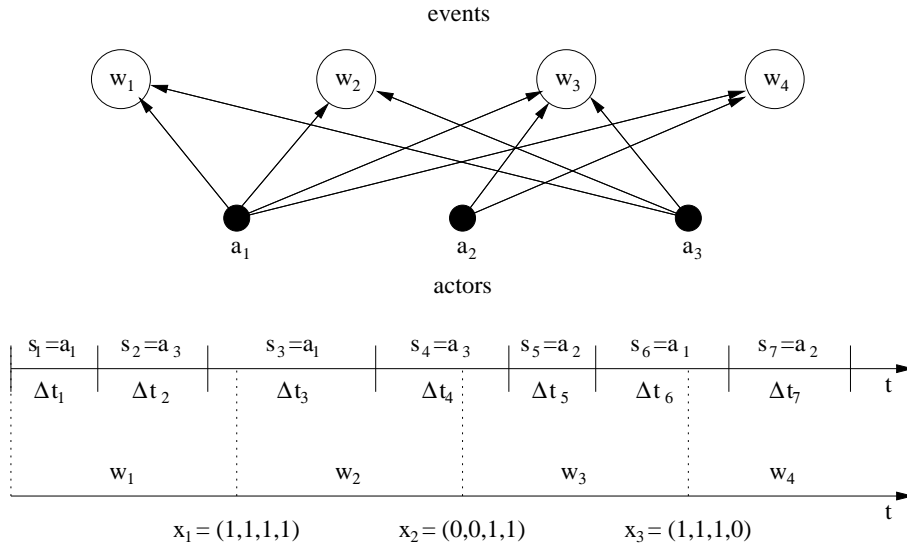 events
w₁ w₂ w₃ w₄
a₁ a₂ a₃
actors
s₁=a₁ s₂=a₃ s₃=a₁ s₄=a₃ s₅=a₂ s₆=a₁ s₇=a₂
Δt₁ Δt₂ Δt₃ Δt₄ Δt₅ Δt₆ Δt₇ t
w₁ w₂ w₃ w₄
t
x₁ = (1,1,1,1) x₂ = (0,0,1,1) x₃ = (1,1,1,0)